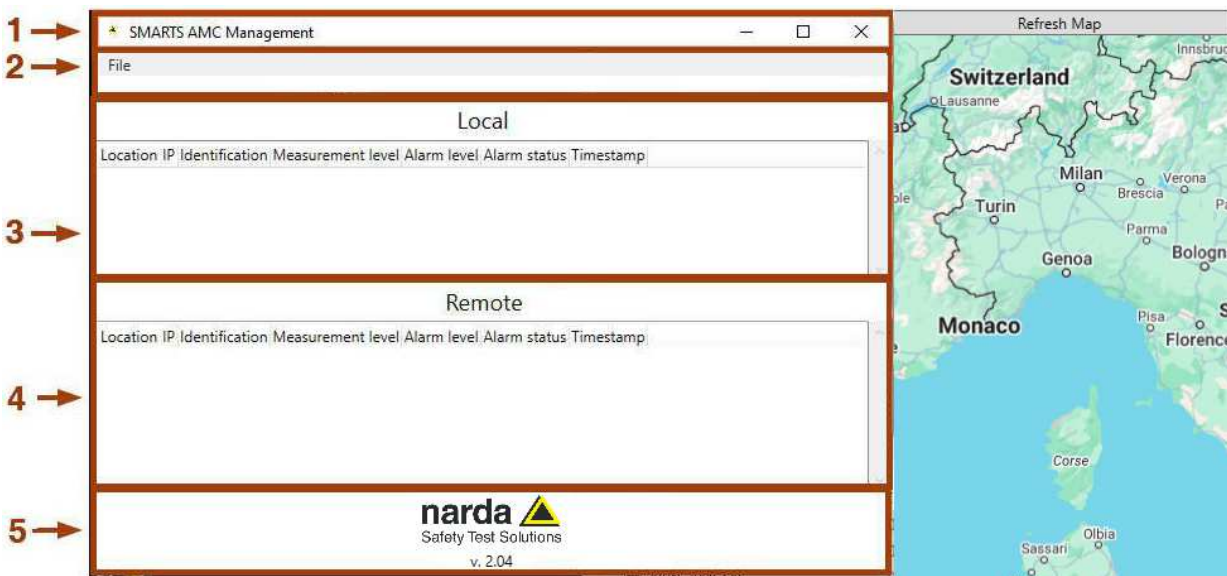 1
SMARTS AMC Management
2
File
Local
Location IP Identification Measurement level Alarm level Alarm status Timestamp
3
Remote
Location IP Identification Measurement level Alarm level Alarm status Timestamp
4
5
narda
Safety Test Solutions
v. 2.04
Refresh Map
Switzerland
Lausanne
Milan
Verona
Brescia
Turin
Parma
Genoa
Bologn
Monaco
Pisa
Florenc
Corse
Olbia
Sassari